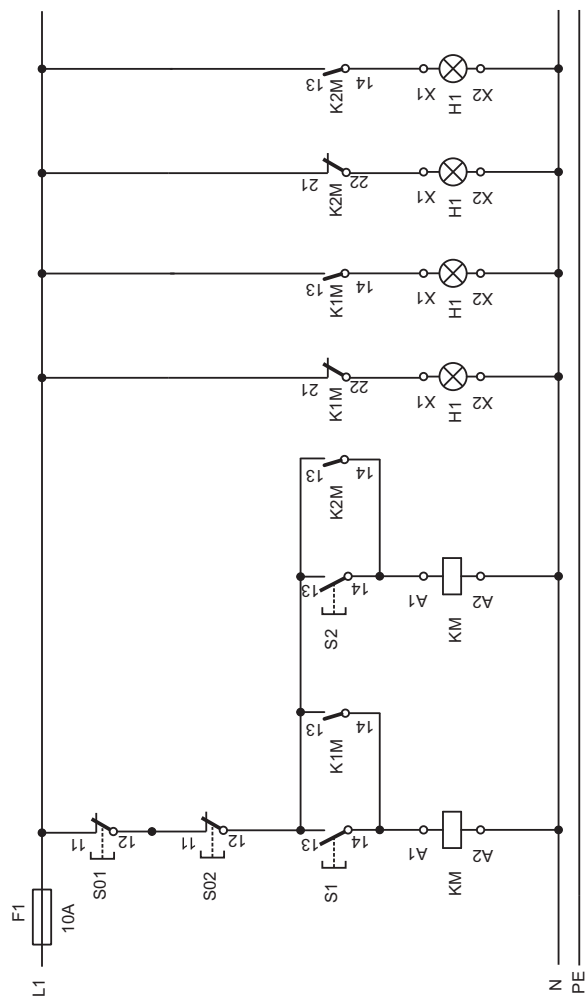 13 14 X1 X2
K2M H1
21 22 X1 X2
K2M H1
13 14 X1 X2
K1M H1
21 22 X1 X2
K1M H1
13 14
K2M
13 14 A1 A2
S2 KM
13 14
K1M
11 12 11 12 13 14 A1 A2
S01 S02 S1 KM
F1
10A
L1 N PE